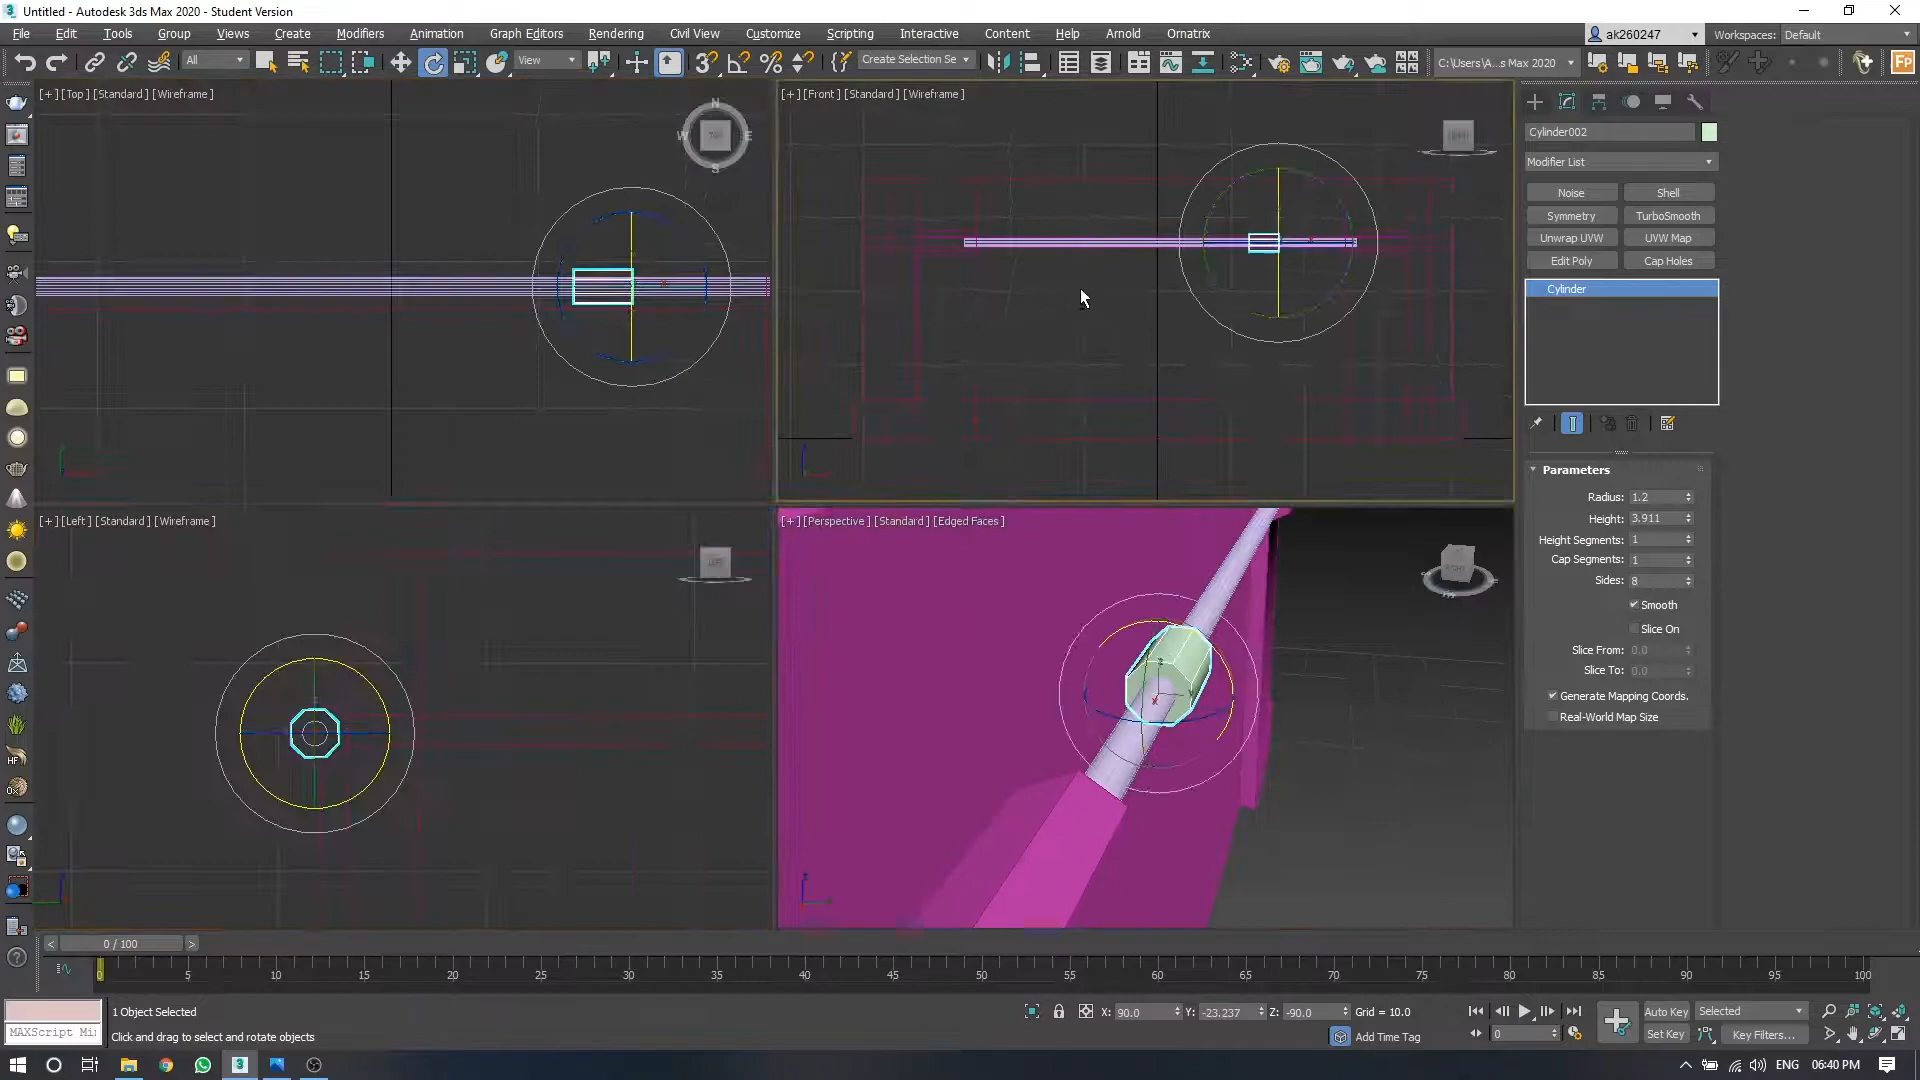 Untitled - Autodesk 3ds Max 2020 - Student Version
File Edit Tools Group Views Create Modifiers Animation Graph Editors Rendering Civil View Customize Scripting Interactive Content Help Arnold Ornatrix
ak260247 Workspaces: Default
All View Create Selection Se C:\Users\A...s Max 2020 FP
[+] [Top] [Standard] [Wireframe]
[+] [Front] [Standard] [Wireframe]
N
W TOP E
S
Cylinder002
Modifier List
Noise Shell
Symmetry TurboSmooth
Unwrap UVW UVW Map
Edit Poly Cap Holes
Cylinder
Parameters
Radius: 1.2
Height: 3.911
Height Segments: 1
Cap Segments: 1
Sides: 8
Smooth
Slice On
Slice From: 0.0
Slice To: 0.0
Generate Mapping Coords.
Real-World Map Size
[+] [Left] [Standard] [Wireframe]
LEFT
[+] [Perspective] [Standard] [Edged Faces]
HF
0 / 100
0 5 10 15 20 25 30 35 40 45 50 55 60 65 70 75 80 85 90 95 100
1 Object Selected
X: 90.0 Y: -23.237 Z: -90.0 Grid = 10.0
Auto Key Selected
MAXScript Mi
Click and drag to select and rotate objects
Add Time Tag
0
Set Key Key Filters...
ENG 06:40 PM